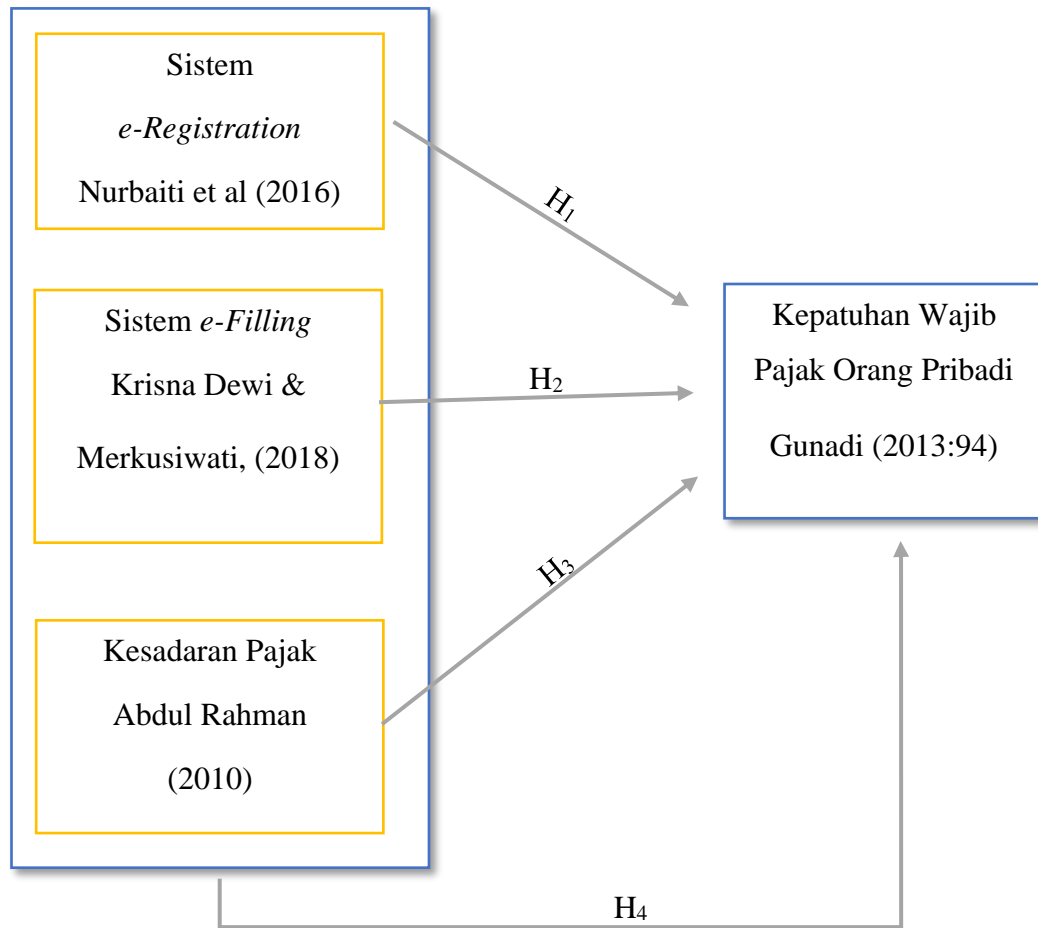 Sistem
e-Registration
Nurbaiti et al (2016)
H₁
Sistem e-Filling
Krisna Dewi &
Merkusiwati, (2018)
H₂
Kepatuhan Wajib
Pajak Orang Pribadi
Gunadi (2013:94)
H₃
Kesadaran Pajak
Abdul Rahman
(2010)
H₄